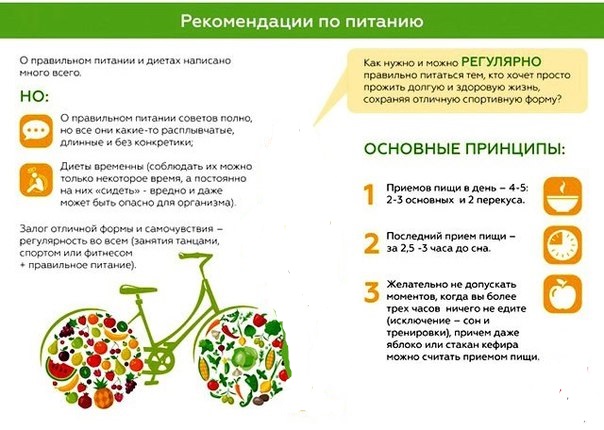 Рекомендации по питанию
О правильном питании и диетах написано
много всего.
НО:
О правильном питании советов полно,
но все они какие-то расплывчатые,
длинные и без конкретики;
Диеты временны (соблюдать их можно
только некоторое время, а постоянно
на них «сидеть» - вредно и даже
может быть опасно для организма).
Залог отличной формы и самочувствия –
регулярность во всем (занятия танцами,
спортом или фитнесом
+ правильное питание).
Как нужно и можно РЕГУЛЯРНО
правильно питаться тем, кто хочет просто
прожить долгую и здоровую жизнь,
сохраняя отличную спортивную форму?
ОСНОВНЫЕ ПРИНЦИПЫ:
1 Приемов пищи в день – 4-5:
2-3 основных и 2 перекуса.
2 Последний прием пищи –
за 2,5 -3 часа до сна.
3 Желательно не допускать
моментов, когда вы более
трех часов ничего не едите
(исключение – сон и
тренировки), причем даже
яблоко или стакан кефира
можно считать приемом пищи.